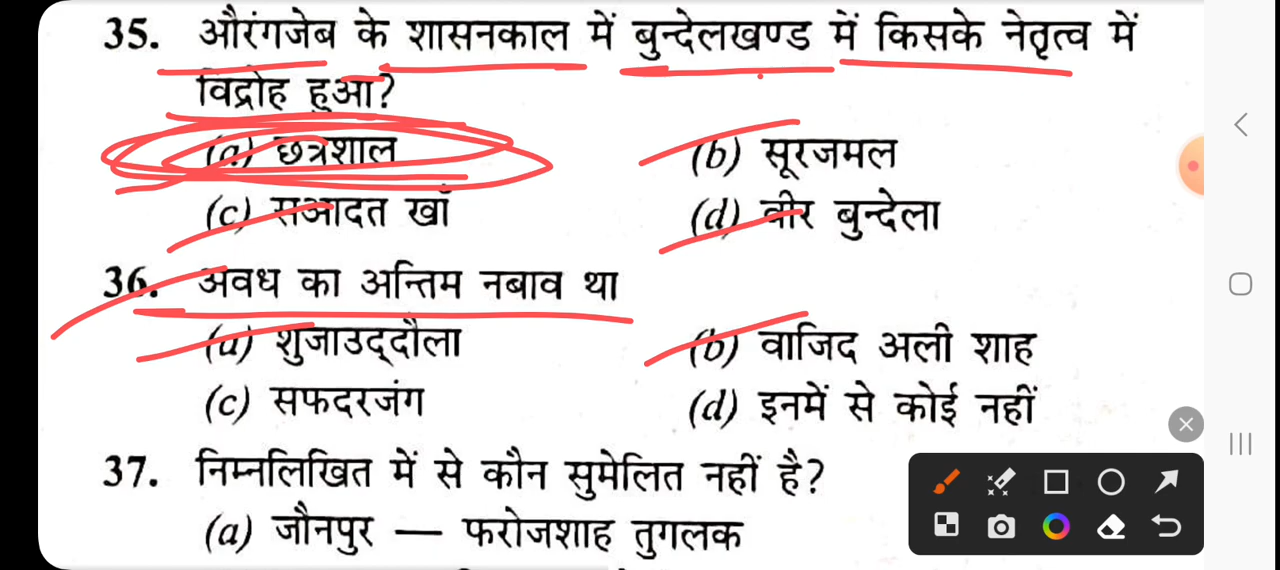 35. औरंगजेब के शासनकाल में बुन्देलखण्ड में किसके नेतृत्व में
विद्रोह हुआ?
(a) छत्रशाल (b) सूरजमल
(c) सआदत खाँ (d) वीर बुन्देला
36. अवध का अन्तिम नबाव था
(a) शुजाउद्दौला (b) वाजिद अली शाह
(c) सफदरजंग (d) इनमें से कोई नहीं
37. निम्नलिखित में से कौन सुमेलित नहीं है?
(a) जौनपुर — फरोजशाह तुगलक